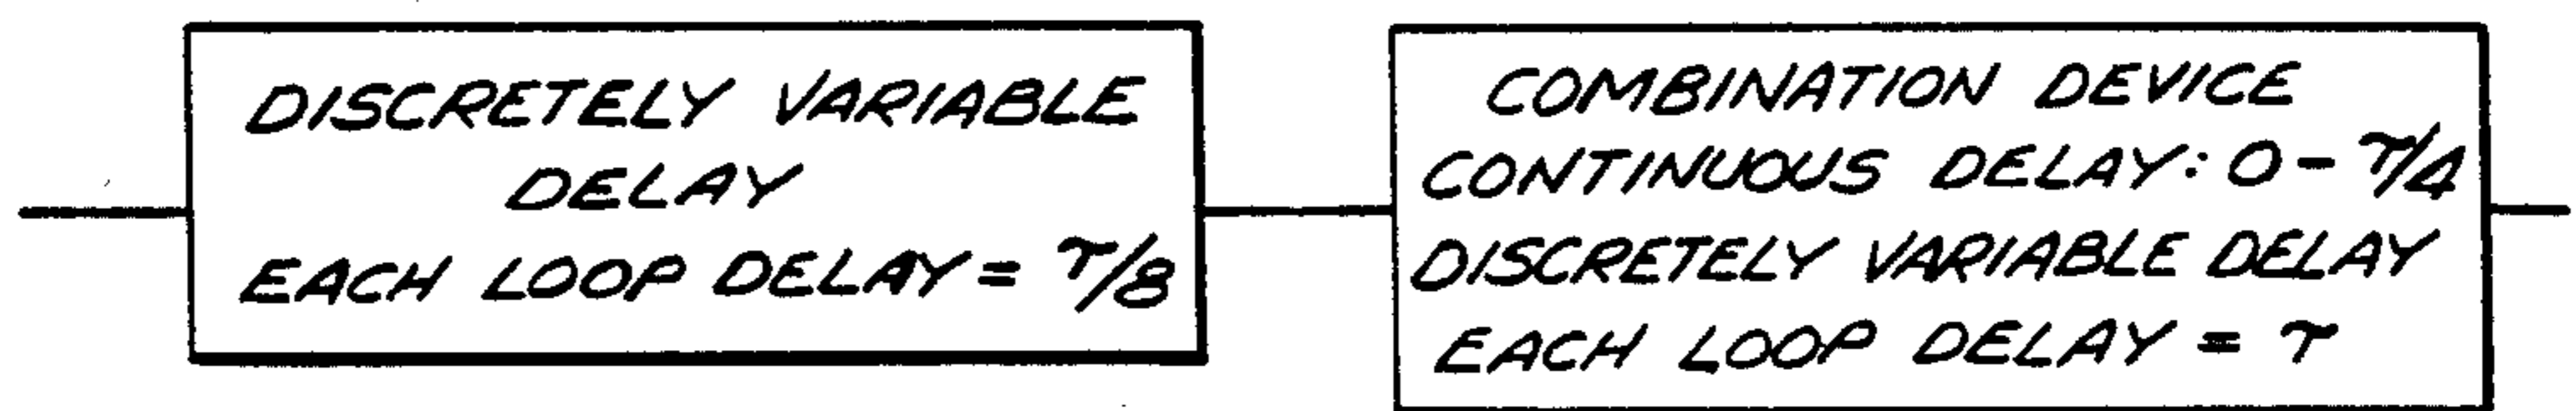 DISCRETELY VARIABLE
DELAY
EACH LOOP DELAY = τ/8
COMBINATION DEVICE
CONTINUOUS DELAY: 0 - τ/4
DISCRETELY VARIABLE DELAY
EACH LOOP DELAY = τ